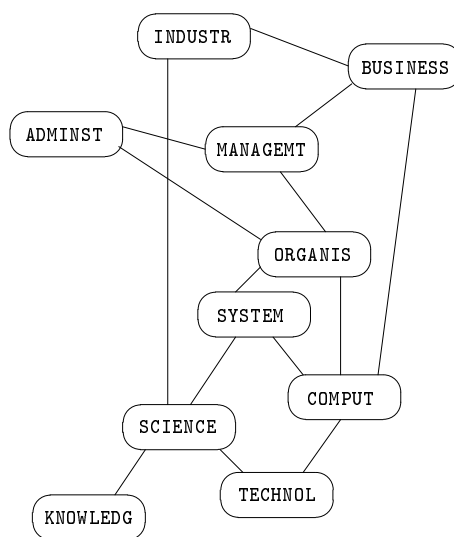 INDUSTR
BUSINESS
ADMINST
MANAGEMT
ORGANIS
SYSTEM
COMPUT
SCIENCE
TECHNOL
KNOWLEDG